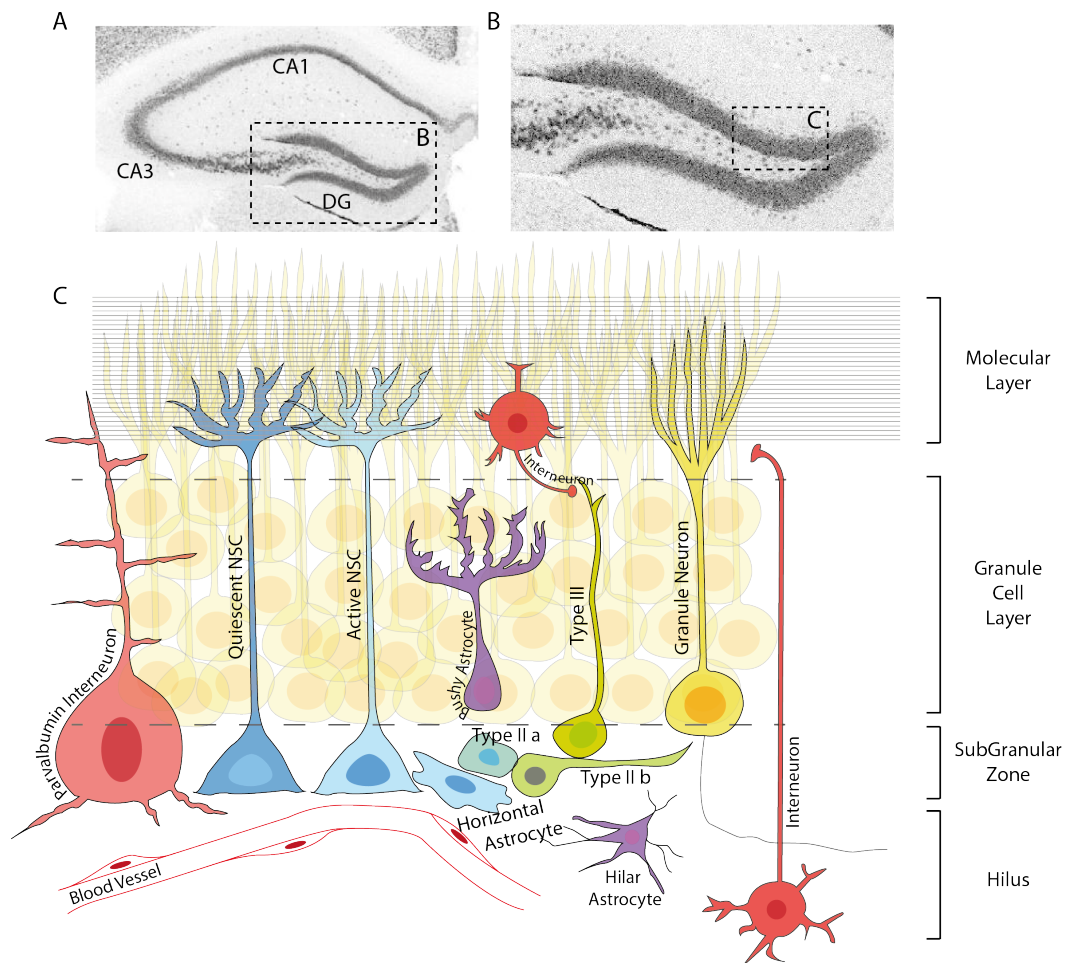 A
B
CA1
B
CA3
DG
C
C
Molecular
Layer
Interneuron
Granule
Cell
Layer
Quiescent NSC
Active NSC
Bushy Astrocyte
Type III
Granule Neuron
Parvalbumin Interneuron
Type II a
Type II b
SubGranular
Zone
Interneuron
Horizontal
Astrocyte
Blood Vessel
Hilar
Astrocyte
Hilus